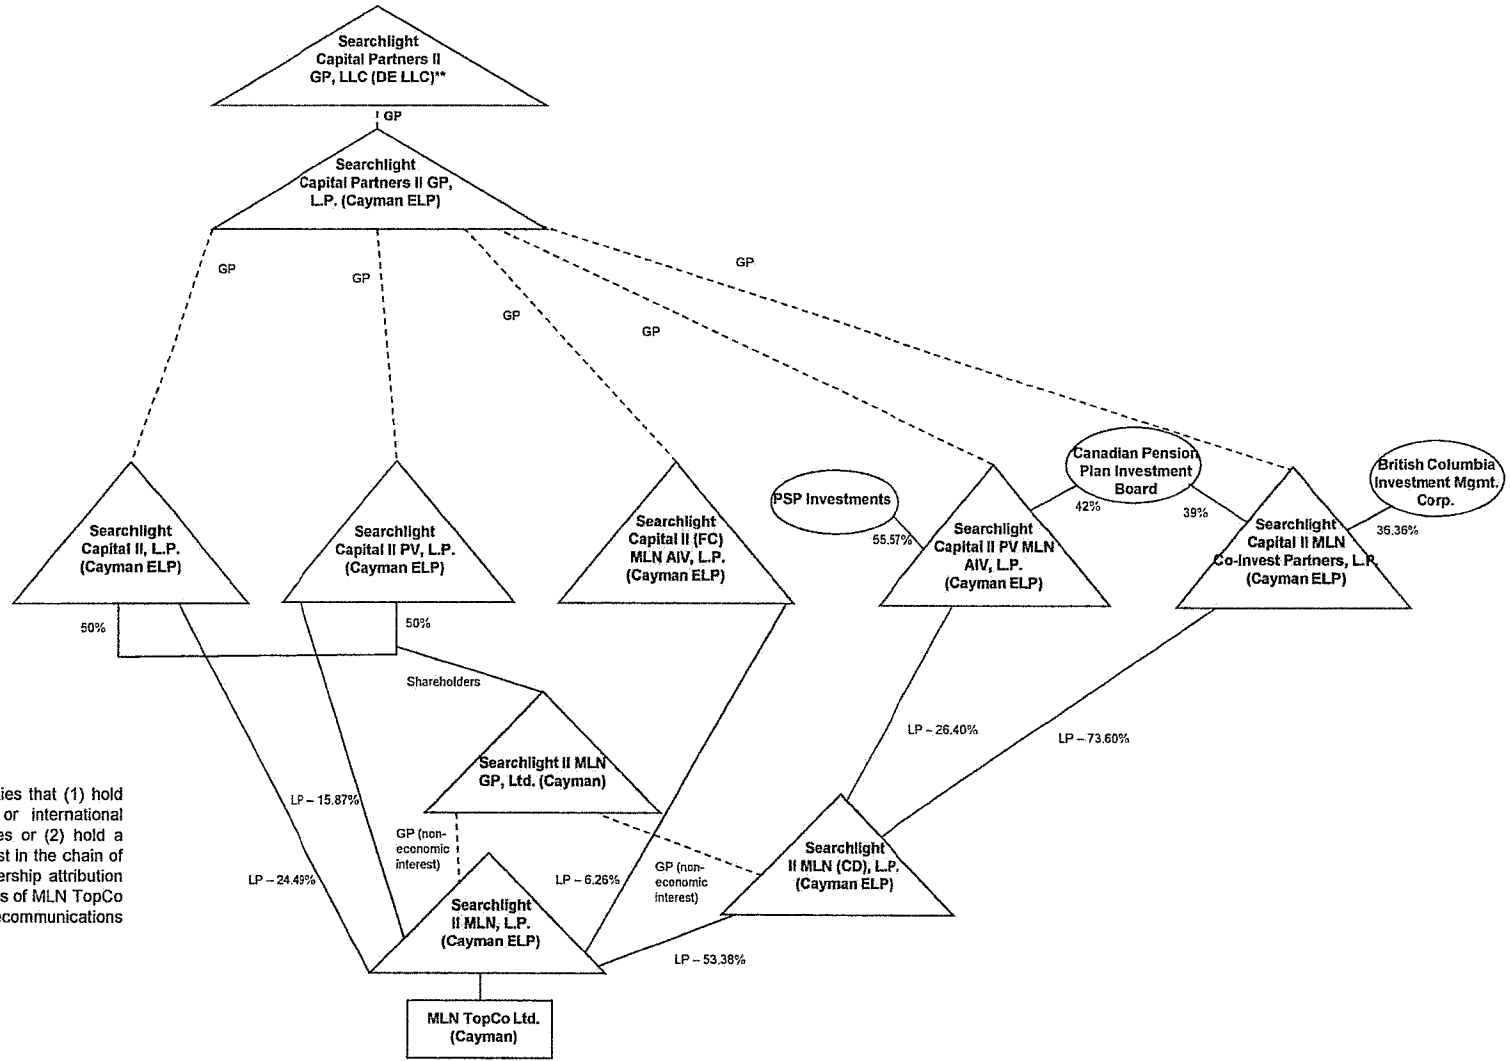 Searchlight
Capital Partners II
GP, LLC (DE LLC)**
GP
Searchlight
Capital Partners II GP,
L.P. (Cayman ELP)
GP
GP
GP
GP
GP
Searchlight
Capital II, L.P.
(Cayman ELP)
Searchlight
Capital II PV, L.P.
(Cayman ELP)
Searchlight
Capital II (FC)
MLN AIV, L.P.
(Cayman ELP)
PSP Investments
55.57%
Searchlight
Capital II PV MLN
AIV, L.P.
(Cayman ELP)
Canadian Pension
Plan Investment
Board
42%
39%
Searchlight
Capital II MLN
Co-Invest Partners, L.P.
(Cayman ELP)
British Columbia
Investment Mgmt.
Corp.
36.36%
50%
50%
Shareholders
Searchlight II MLN
GP, Ltd. (Cayman)
LP – 26.40%
LP – 73.60%
ies that (1) hold
or international
es or (2) hold a
st in the chain of
ership attribution
s of MLN TopCo
ecommunications
LP – 15.87%
GP (non-
economic
interest)
LP – 24.49%
LP – 6.26%
GP (non-
economic
interest)
Searchlight
II MLN (CD), L.P.
(Cayman ELP)
Searchlight
II MLN, L.P.
(Cayman ELP)
LP – 53.38%
MLN TopCo Ltd.
(Cayman)